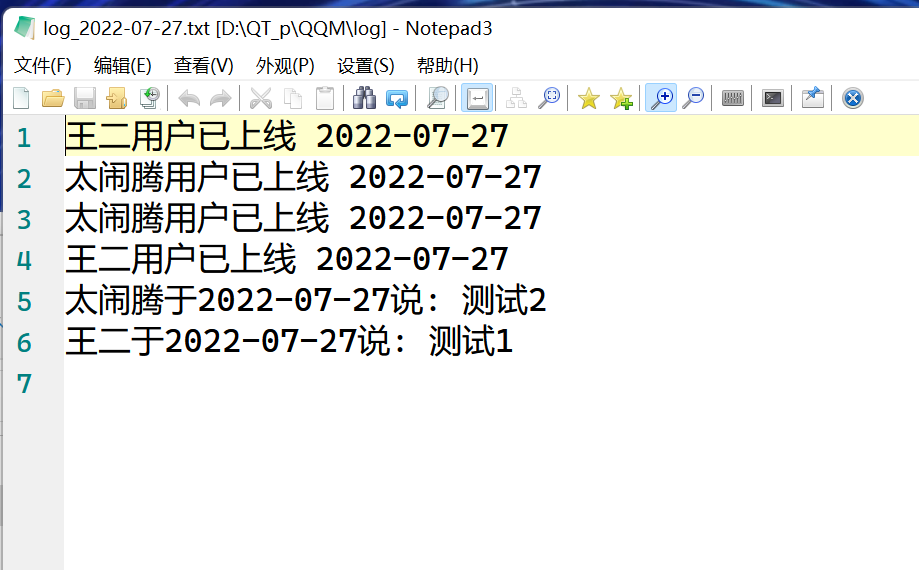 log_2022-07-27.txt [D:\QT_p\QQM\log] - Notepad3
文件(F) 编辑(E) 查看(V) 外观(P) 设置(S) 帮助(H)
1 王二用户已上线 2022-07-27
2 太闹腾用户已上线 2022-07-27
3 太闹腾用户已上线 2022-07-27
4 王二用户已上线 2022-07-27
5 太闹腾于2022-07-27说: 测试2
6 王二于2022-07-27说: 测试1
7